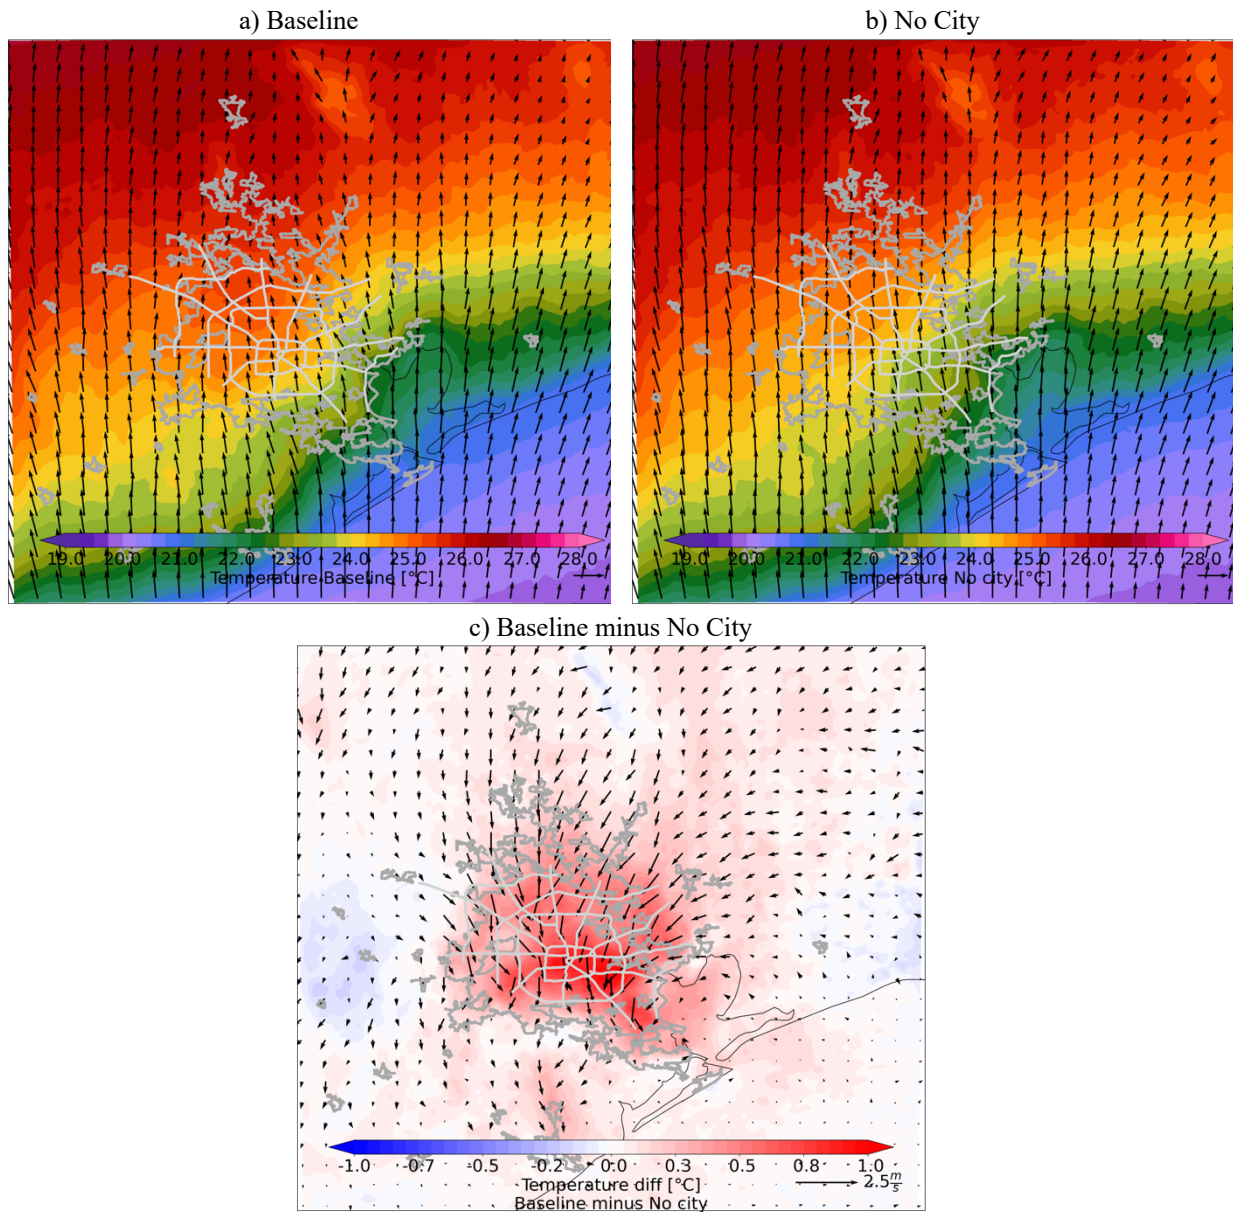 a) Baseline
b) No City
19.0 20.0 21.0 22.0 23.0 24.0 25.0 26.0 27.0 28.0
Temperature Baseline [°C]
19.0 20.0 21.0 22.0 23.0 24.0 25.0 26.0 27.0 28.0
Temperature No city [°C]
c) Baseline minus No City
-1.0 -0.7 -0.5 -0.2 0.0 0.3 0.5 0.8 1.0
Temperature diff [°C]
Baseline minus No city
2.5 m/s